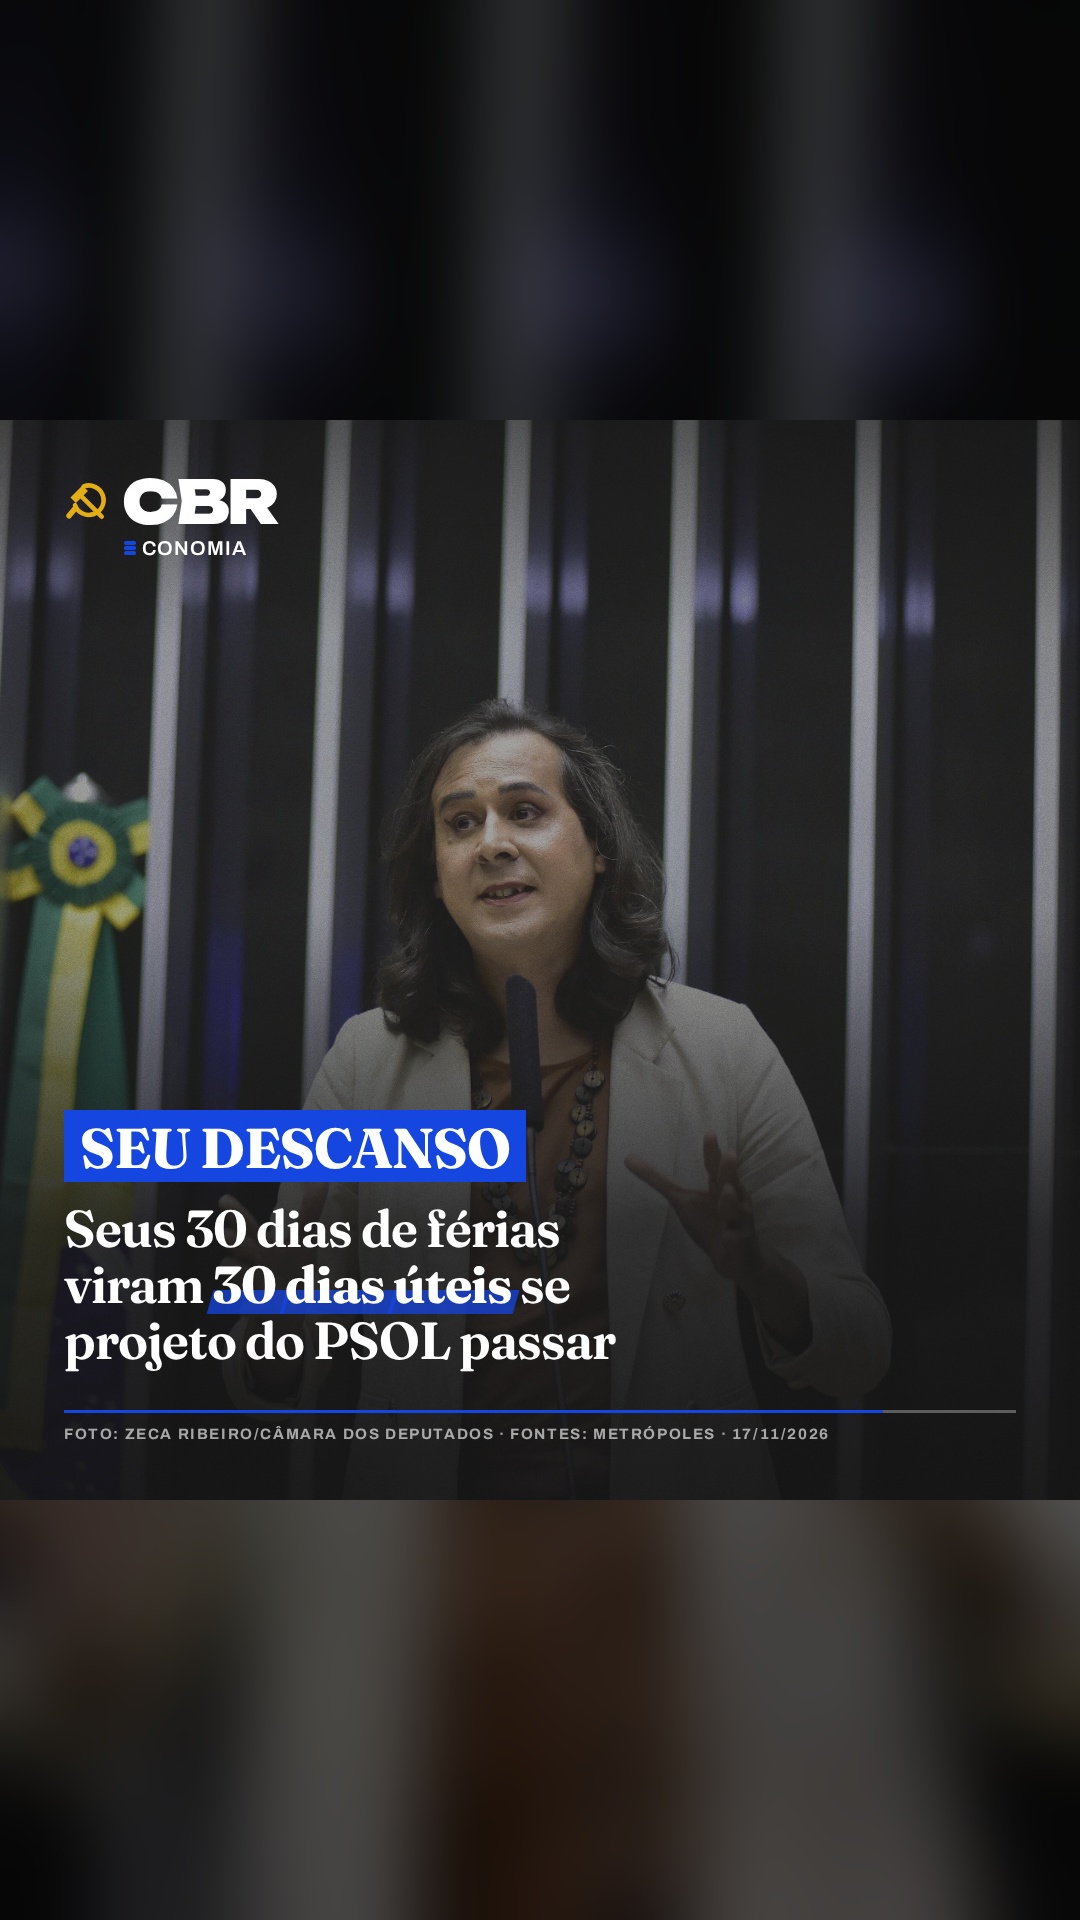 CBR
CONOMIA
SEU DESCANSO
Seus 30 dias de férias
viram 30 dias úteis se
projeto do PSOL passar
FOTO: ZECA RIBEIRO/CÂMARA DOS DEPUTADOS · FONTES: METRÓPOLES · 17/11/2026